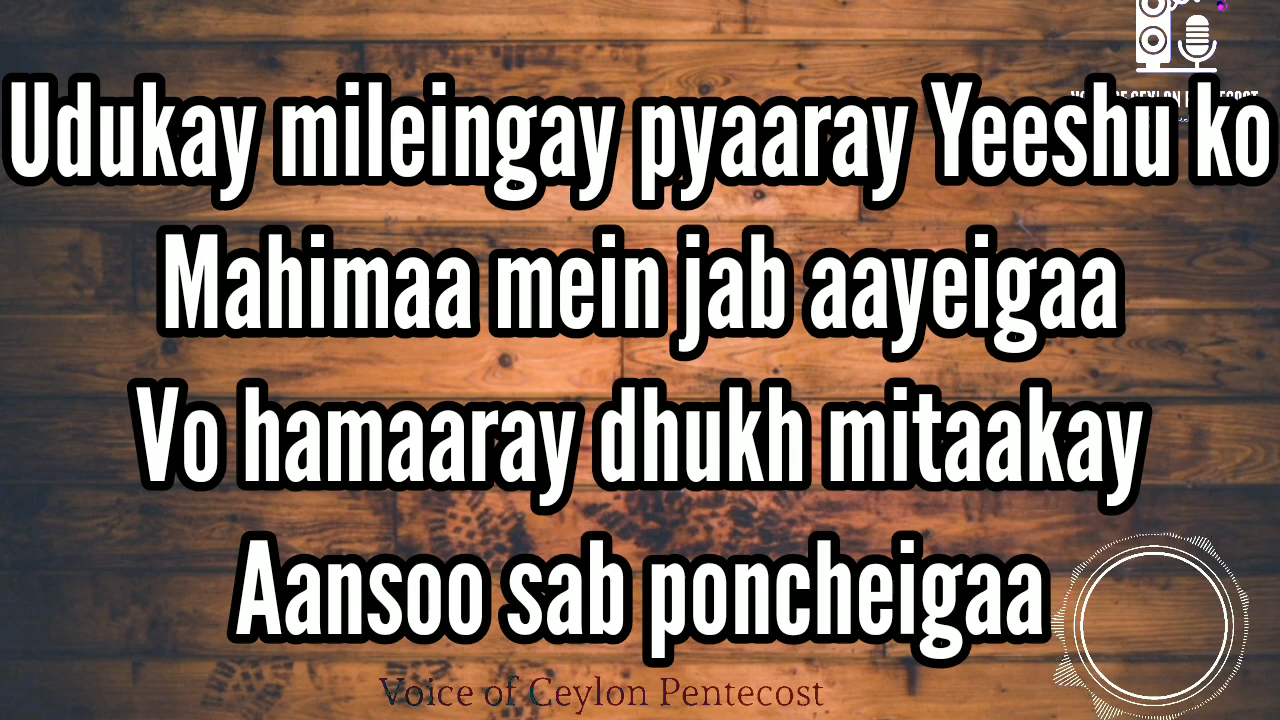 Udukay mileingay pyaaray Yeeshu ko
Mahimaa mein jab aayeigaa
Vo hamaaray dhukh mitaakay
Aansoo sab poncheigaa
Voice of Ceylon Pentecost